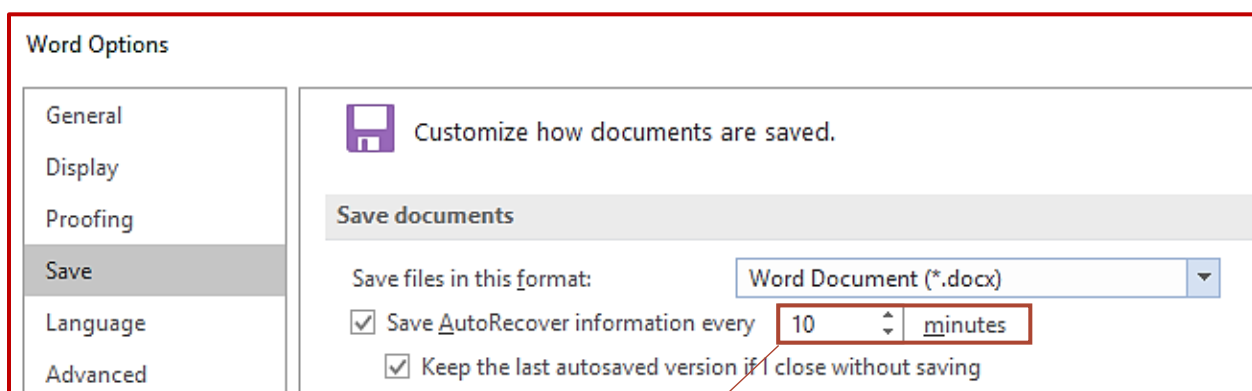 Word Options
General
Display
Proofing
Save
Language
Advanced
Customize how documents are saved.
Save documents
Save files in this format: Word Document (*.docx)
Save AutoRecover information every 10 minutes
Keep the last autosaved version if I close without saving